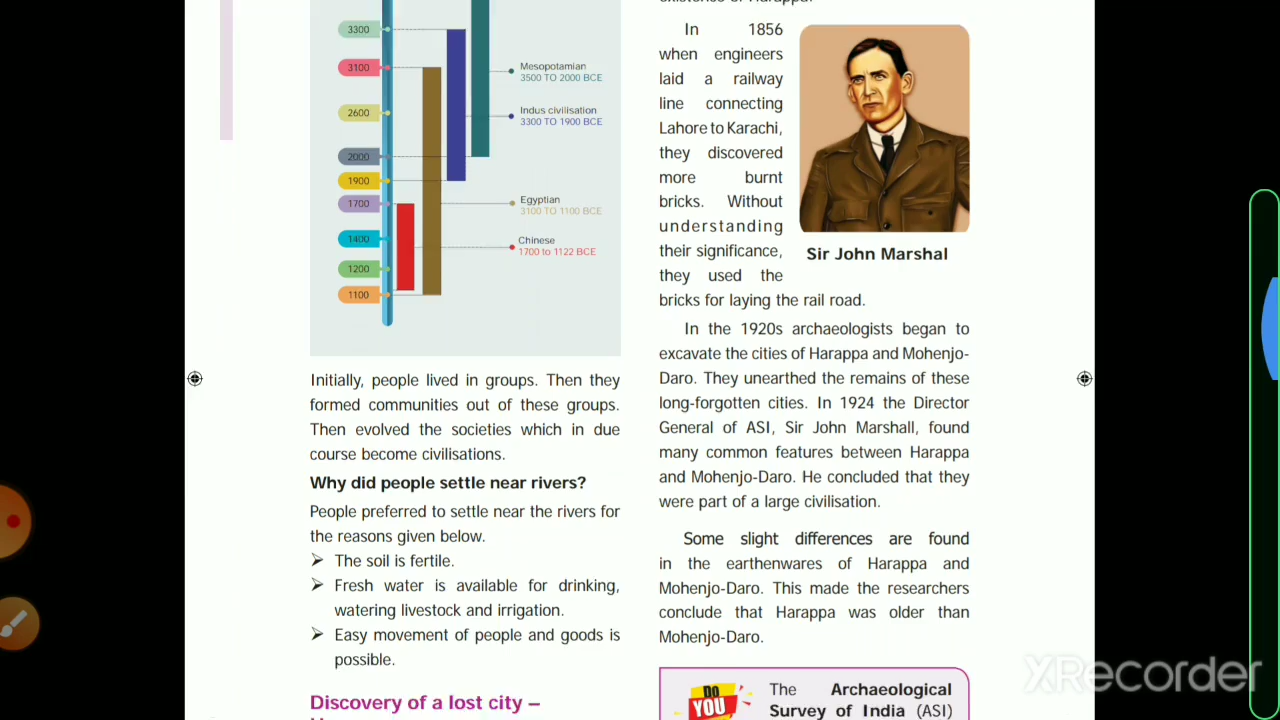 3300
3100
2600
2000
1900
1700
1400
1200
1100
Mesopotamian
3500 TO 2000 BCE
Indus civilisation
3300 TO 1900 BCE
Egyptian
3100 TO 1100 BCE
Chinese
1700 to 1122 BCE
Initially, people lived in groups. Then they
formed communities out of these groups.
Then evolved the societies which in due
course become civilisations.
Why did people settle near rivers?
People preferred to settle near the rivers for
the reasons given below.
➢ The soil is fertile.
➢ Fresh water is available for drinking,
watering livestock and irrigation.
➢ Easy movement of people and goods is
possible.
Discovery of a lost city –
In 1856
when engineers
laid a railway
line connecting
Lahore to Karachi,
they discovered
more burnt
bricks. Without
understanding
their significance,
they used the
bricks for laying the rail road.
Sir John Marshal
In the 1920s archaeologists began to
excavate the cities of Harappa and Mohenjo-
Daro. They unearthed the remains of these
long-forgotten cities. In 1924 the Director
General of ASI, Sir John Marshall, found
many common features between Harappa
and Mohenjo-Daro. He concluded that they
were part of a large civilisation.
Some slight differences are found
in the earthenwares of Harappa and
Mohenjo-Daro. This made the researchers
conclude that Harappa was older than
Mohenjo-Daro.
DO
YOU
The Archaeological
Survey of India (ASI)
XRecorder